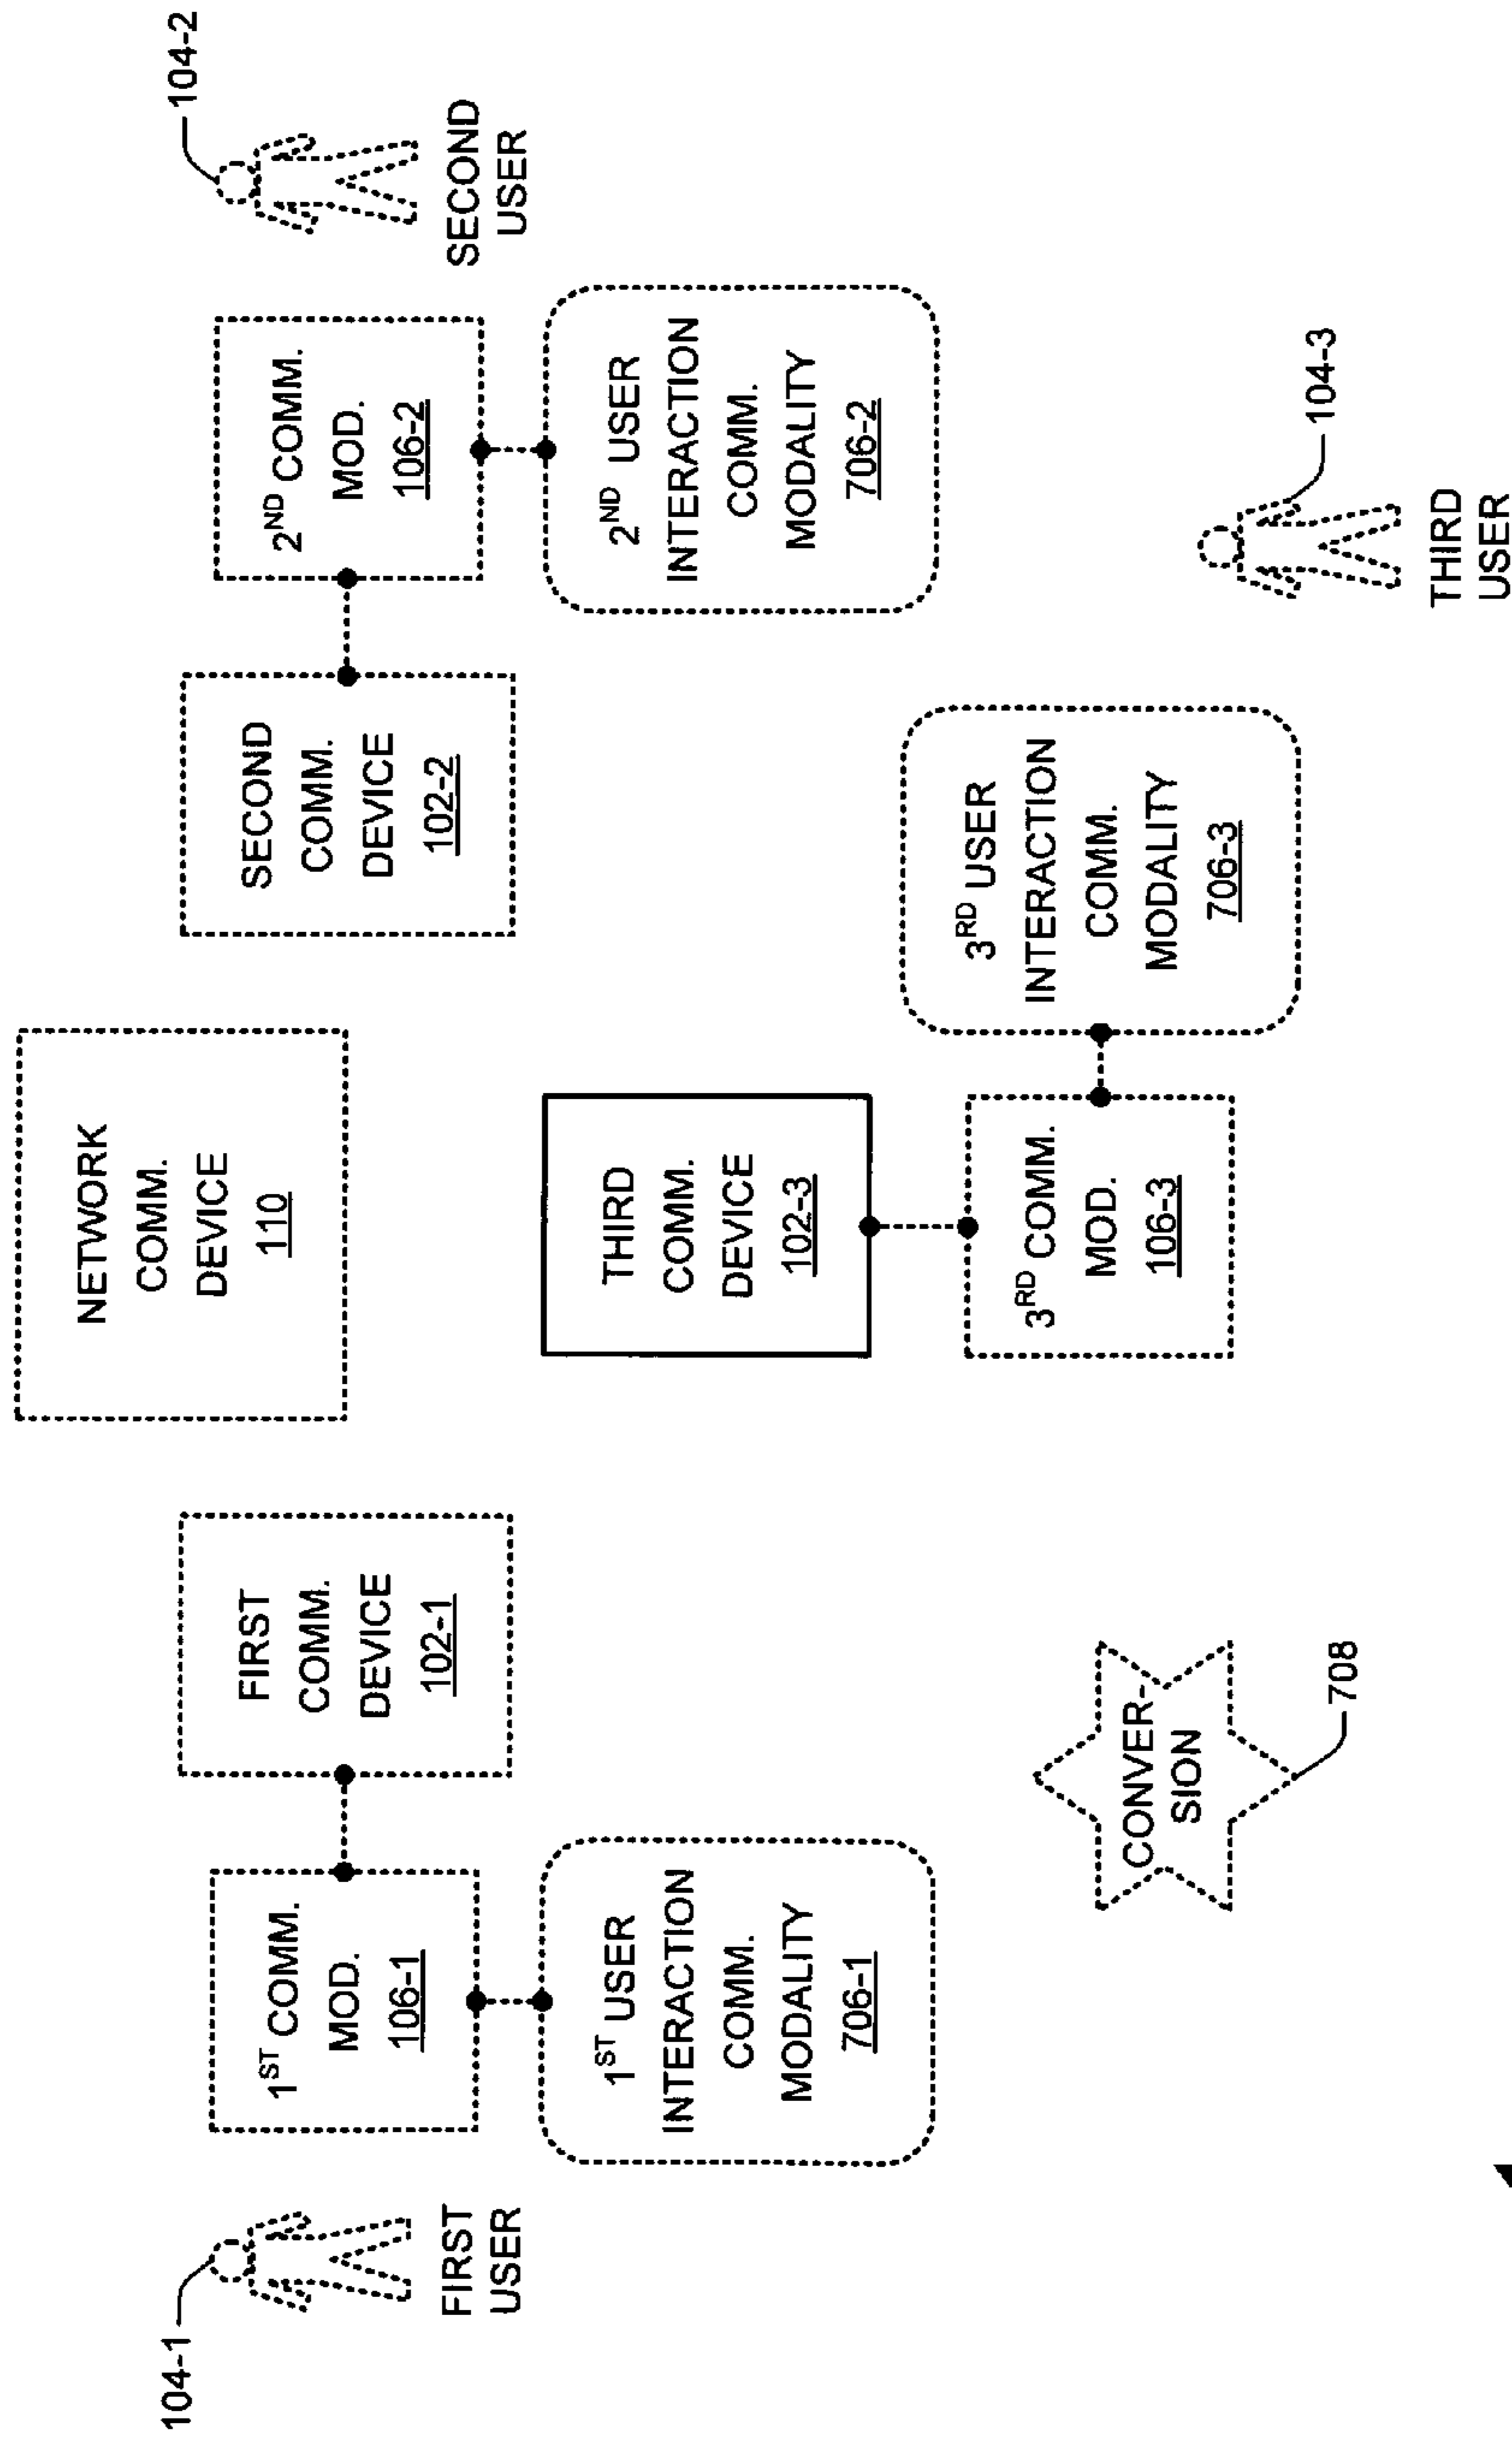 NETWORK
COMM.
DEVICE
110
104-1
FIRST
USER
1ST COMM.
MOD.
106-1
FIRST
COMM.
DEVICE
102-1
SECOND
COMM.
DEVICE
102-2
2ND COMM.
MOD.
106-2
104-2
SECOND
USER
1ST USER
INTERACTION
COMM.
MODALITY
706-1
THIRD
COMM.
DEVICE
102-3
2ND USER
INTERACTION
COMM.
MODALITY
706-2
CONVER-
SION
708
3RD COMM.
MOD.
106-3
3RD USER
INTERACTION
COMM.
MODALITY
706-3
104-3
THIRD
USER